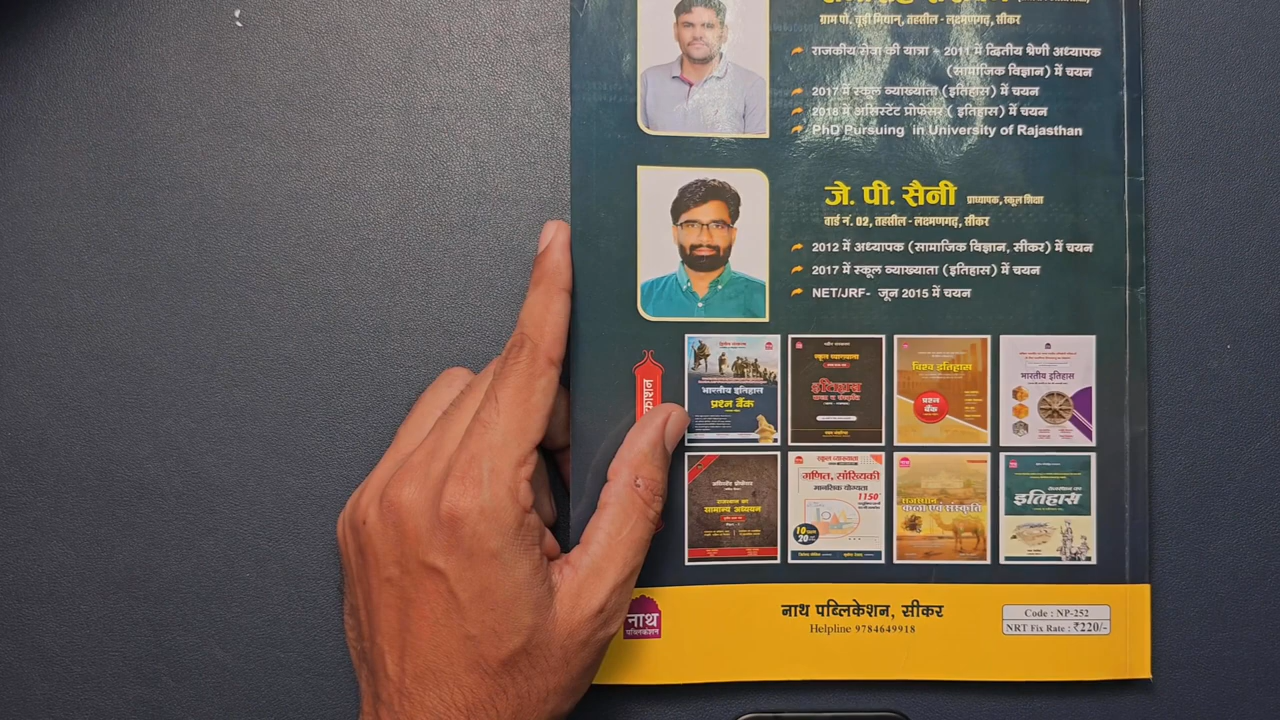 ग्राम पो. चूड़ी मियान्, तहसील - लक्ष्मणगढ़, सीकर
राजकीय सेवा की यात्रा - 2011 में द्वितीय श्रेणी अध्यापक
(सामाजिक विज्ञान) में चयन
2017 में स्कूल व्याख्याता (इतिहास) में चयन
2018 में असिस्टेंट प्रोफेसर ( इतिहास) में चयन
PhD Pursuing in University of Rajasthan
जे. पी. सैनी प्राध्यापक, स्कूल शिक्षा
वार्ड नं. 02, तहसील - लक्ष्मणगढ़, सीकर
2012 में अध्यापक (सामाजिक विज्ञान, सीकर) में चयन
2017 में स्कूल व्याख्याता (इतिहास) में चयन
NET/JRF- जून 2015 में चयन
भारतीय इतिहास
प्रश्न बैंक
स्कूल व्याख्याता
इतिहास
कला व संस्कृति
विश्व इतिहास
प्रश्न
बैंक
भारतीय इतिहास
असिस्टेंट प्रोफेसर
राजस्थान का
सामान्य अध्ययन
स्कूल व्याख्याता
गणित, सांख्यिकी
मानसिक योग्यता
1150+
राजस्थान
कला एवं संस्कृति
इतिहास
नाथ
पब्लिकेशन
नाथ पब्लिकेशन, सीकर
Helpline 9784649918
Code : NP-252
NRT Fix Rate : ₹220/-